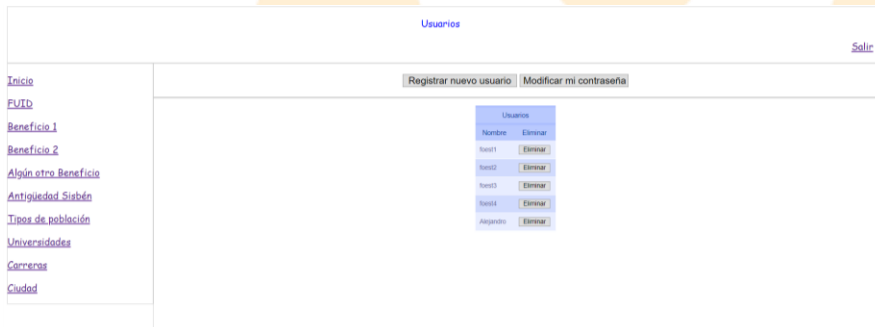 Usuarios
Salir
Inicio
FUID
Beneficio 1
Beneficio 2
Algún otro Beneficio
Antigüedad Sisbén
Tipos de población
Universidades
Carreras
Ciudad
Registrar nuevo usuario Modificar mi contraseña
Usuarios
Nombre Eliminar
Eliminar
Eliminar
Eliminar
Eliminar
Alejandro Eliminar